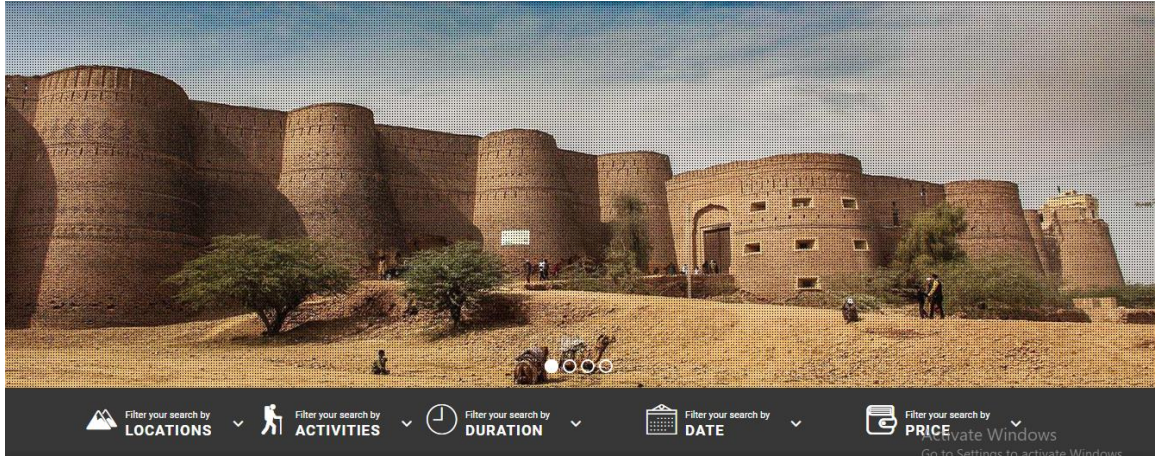 Filter your search by
LOCATIONS
Filter your search by
ACTIVITIES
Filter your search by
DURATION
Filter your search by
DATE
Filter your search by
PRICE
Activate Windows
Go to Settings to activate Windows.